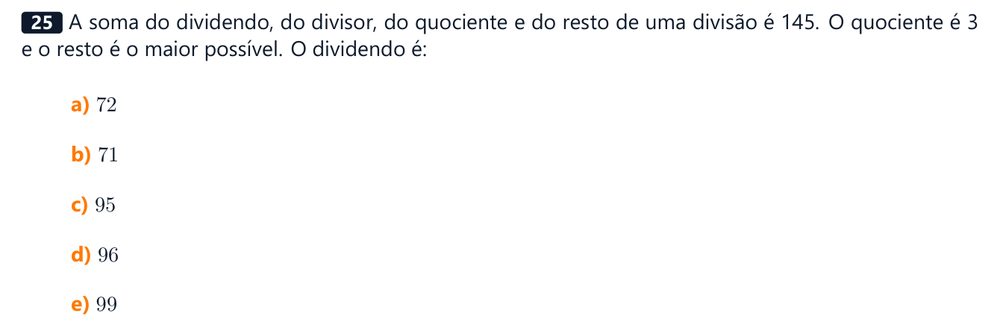 25 A soma do dividendo, do divisor, do quociente e do resto de uma divisão é 145. O quociente é 3
e o resto é o maior possível. O dividendo é:
a) 72
b) 71
c) 95
d) 96
e) 99